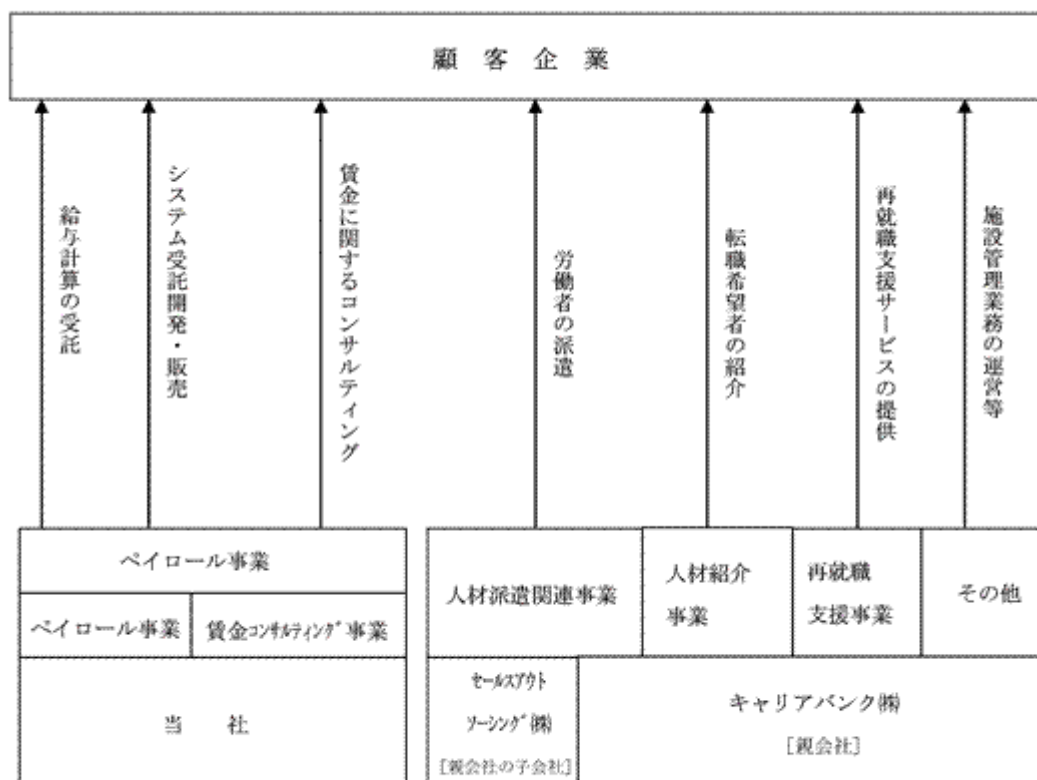 顧客企業
給与計算の受託
システム受託開発・販売
賃金に関するコンサルティング
労働者の派遣
転職希望者の紹介
再就職支援サービスの提供
施設管理業務の運営等
ペイロール事業
ペイロール事業
賃金コンサルティング事業
当社
人材派遣関連事業
人材紹介
事業
再就職
支援事業
その他
セールスアウト
ソーシング㈱
[親会社の子会社]
キャリアバンク㈱
[親会社]